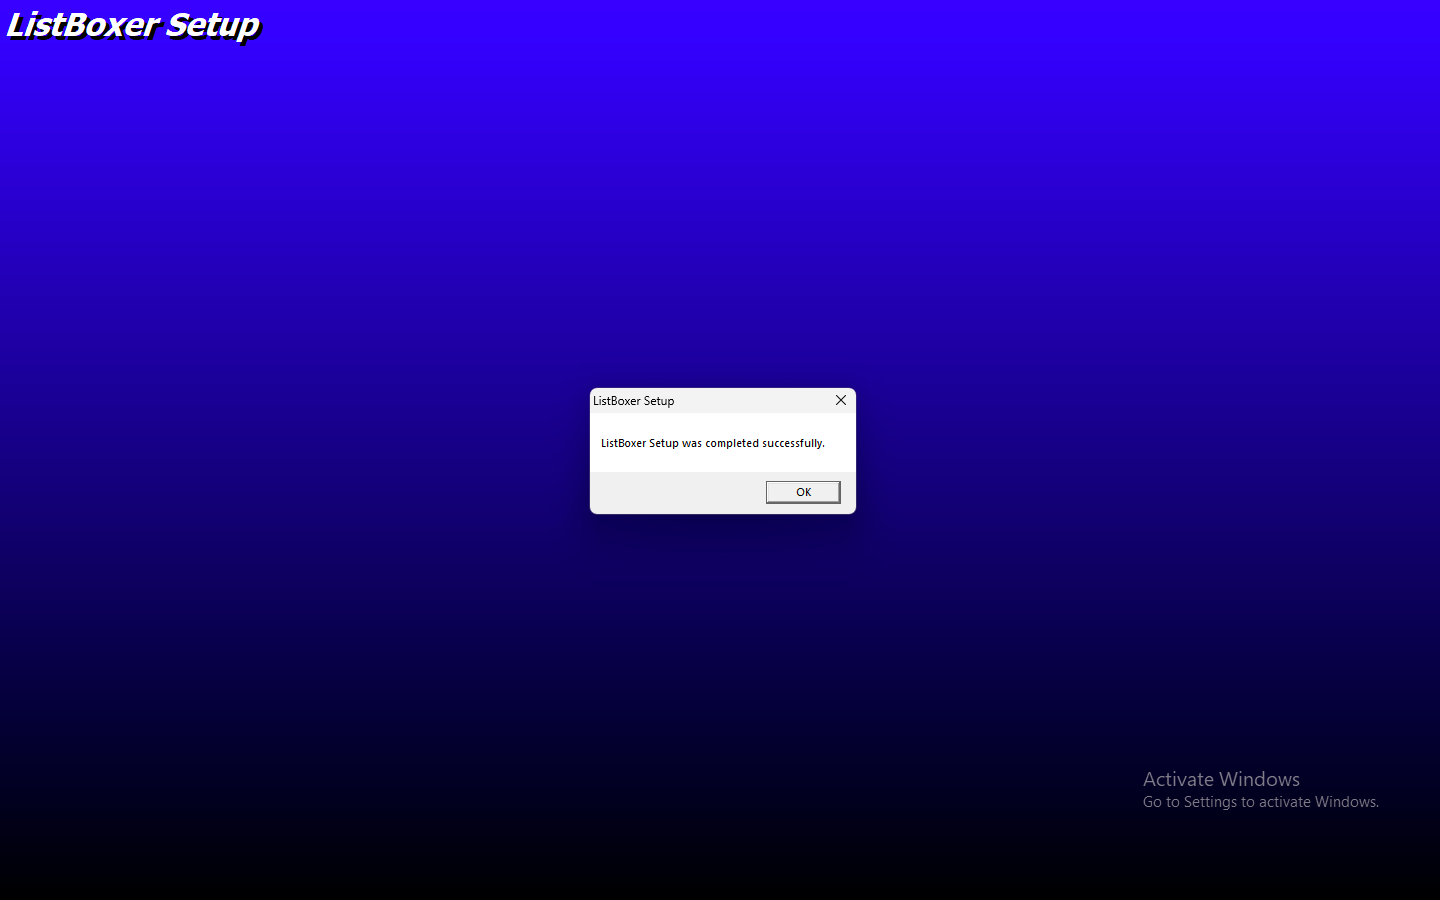 ListBoxer Setup
ListBoxer Setup
ListBoxer Setup was completed successfully.
OK
Activate Windows
Go to Settings to activate Windows.